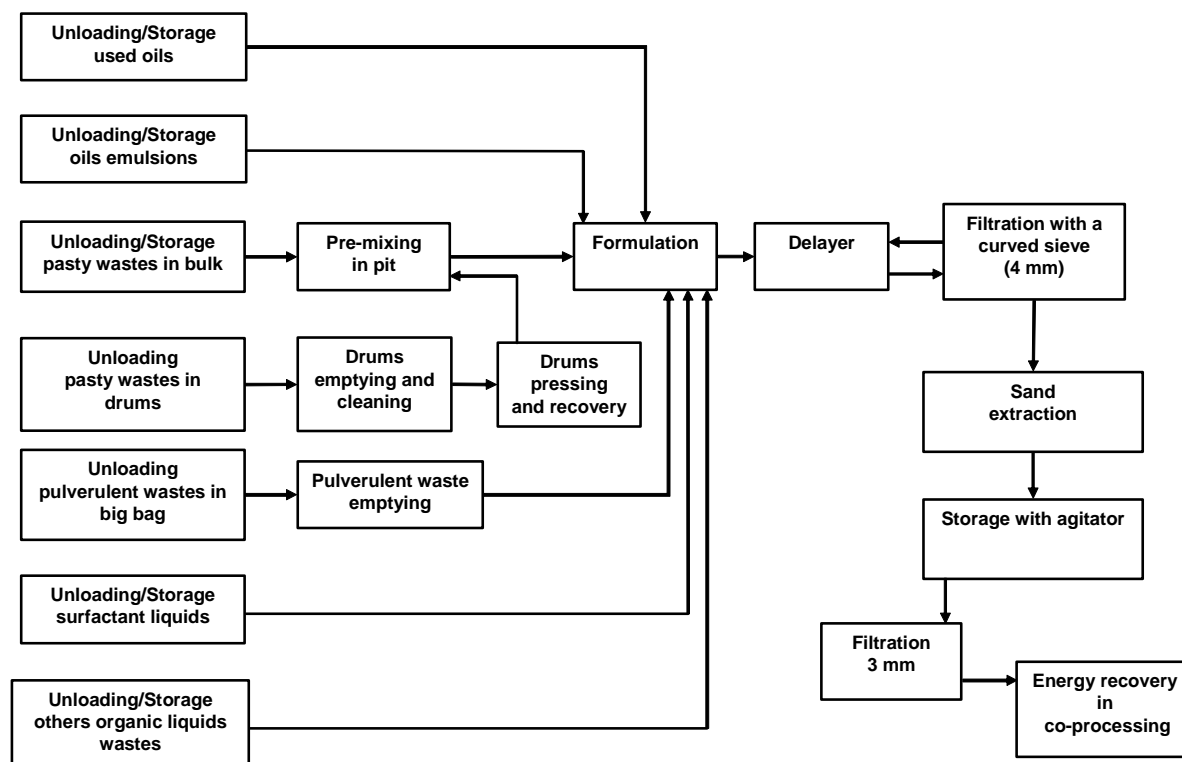 Unloading/Storage
used oils
Unloading/Storage
oils emulsions
Unloading/Storage
pasty wastes in bulk
Pre-mixing
in pit
Formulation
Delayer
Filtration with a
curved sieve
(4 mm)
Unloading
pasty wastes in
drums
Drums
emptying and
cleaning
Drums
pressing
and recovery
Sand
extraction
Unloading
pulverulent wastes in
big bag
Pulverulent waste
emptying
Storage with agitator
Unloading/Storage
surfactant liquids
Filtration
3 mm
Unloading/Storage
others organic liquids
wastes
Energy recovery
in
co-processing